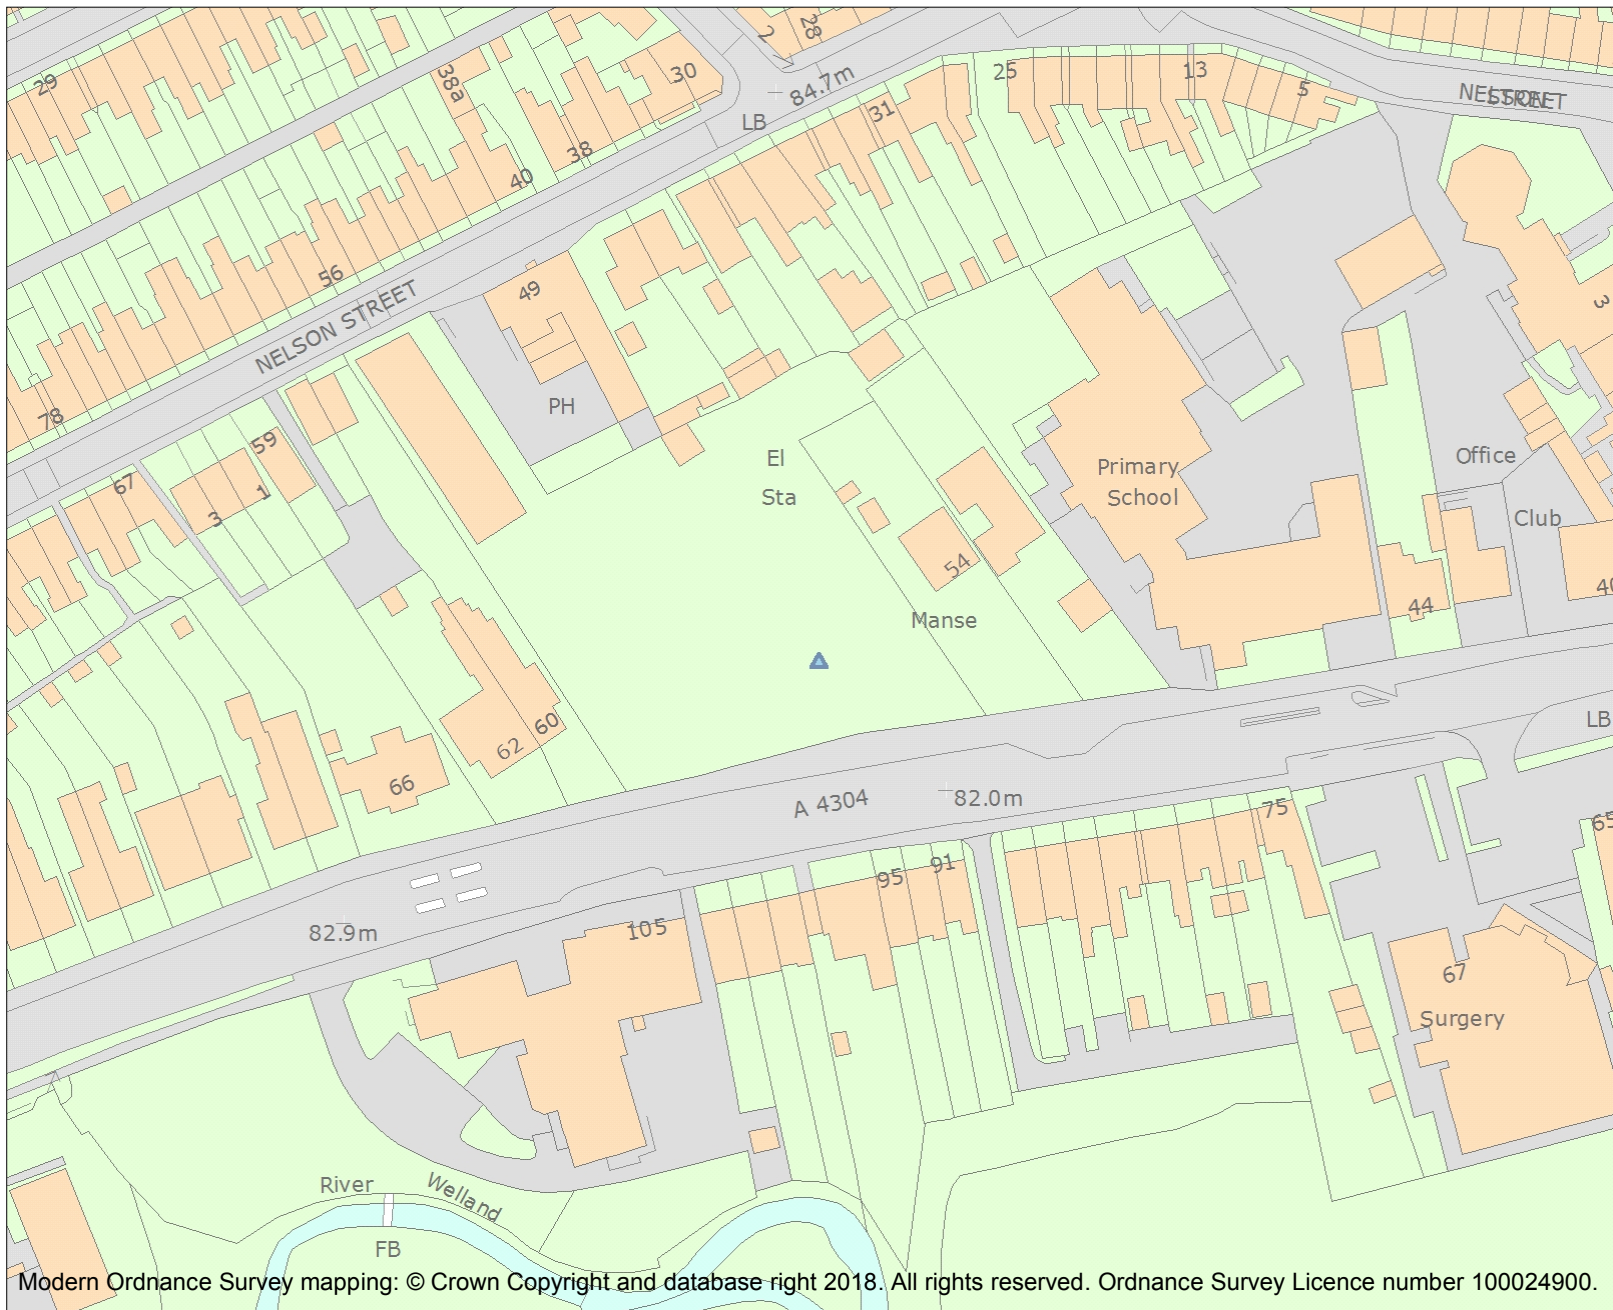 29
38a
30
2
28
84.7m
25
13
5
NELSON STREET
31
LB
38
40
56
49
3
NELSON STREET
78
PH
59
67
1
3
El
Sta
Primary
School
Office
Club
54
Manse
44
40
LB
60
62
66
A 4304
82.0m
75
65
95
91
105
82.9m
67
Surgery
River
Welland
FB
Modern Ordnance Survey mapping: © Crown Copyright and database right 2018. All rights reserved. Ordnance Survey Licence number 100024900.